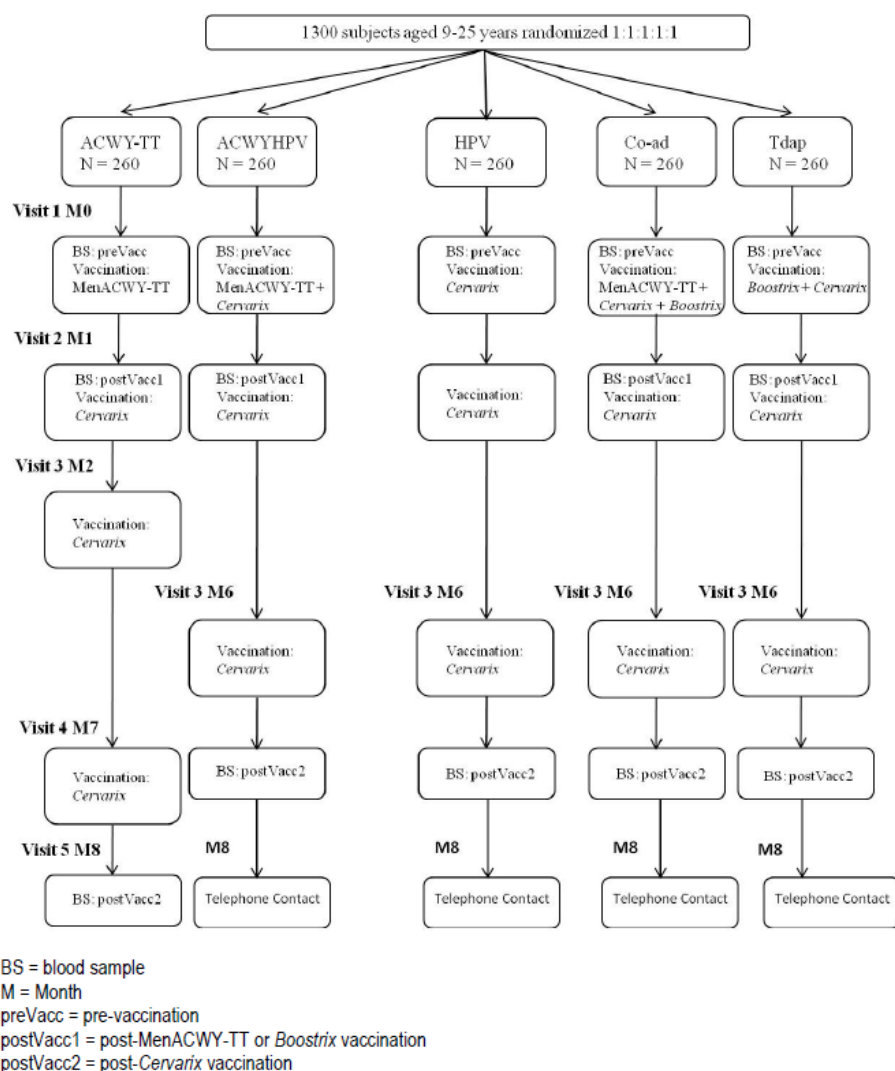 1300 subjects aged 9-25 years randomized 1:1:1:1:1
ACWY-TT
N = 260
ACWYHPV
N = 260
HPV
N = 260
Co-ad
N = 260
Tdap
N = 260
Visit 1 M0
BS: preVacc
Vaccination:
MenACWY-TT
BS: preVacc
Vaccination:
MenACWY-TT+
Cervarix
BS: preVacc
Vaccination:
Cervarix
BS: preVacc
Vaccination:
MenACWY-TT+
Cervarix + Boostrix
BS: preVacc
Vaccination:
Boostrix+ Cervarix
Visit 2 M1
BS: postVacc1
Vaccination:
Cervarix
BS: postVacc1
Vaccination:
Cervarix
Vaccination:
Cervarix
BS: postVacc1
Vaccination:
Cervarix
BS: postVacc1
Vaccination:
Cervarix
Visit 3 M2
Vaccination:
Cervarix
Visit 3 M6
Visit 3 M6
Visit 3 M6
Visit 3 M6
Vaccination:
Cervarix
Vaccination:
Cervarix
Vaccination:
Cervarix
Vaccination:
Cervarix
Visit 4 M7
Vaccination:
Cervarix
BS: postVacc2
BS: postVacc2
BS: postVacc2
BS: postVacc2
Visit 5 M8
M8
M8
M8
M8
BS: postVacc2
Telephone Contact
Telephone Contact
Telephone Contact
Telephone Contact
BS = blood sample
M = Month
preVacc = pre-vaccination
postVacc1 = post-MenACWY-TT or Boostrix vaccination
postVacc2 = post-Cervarix vaccination